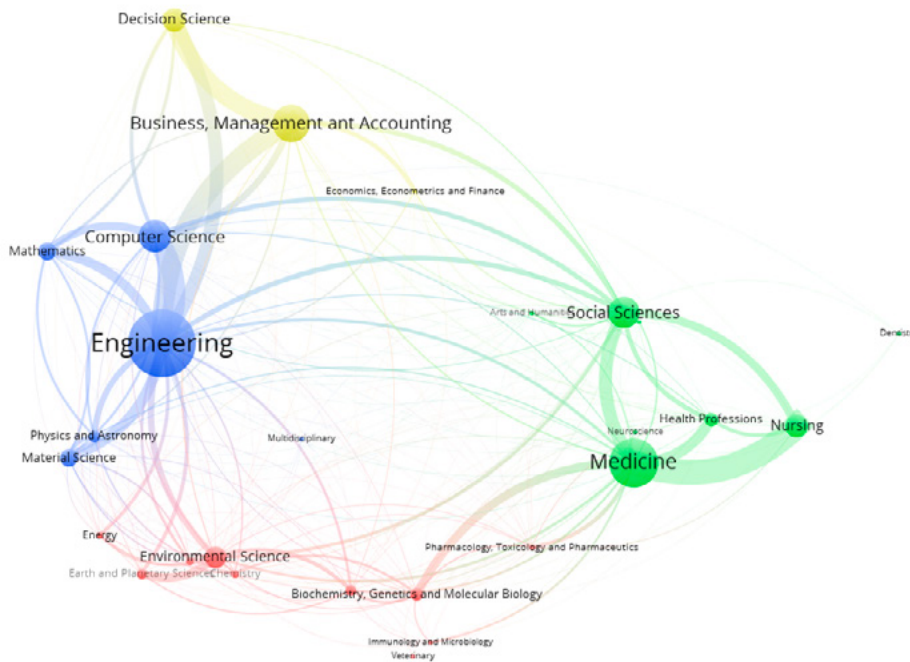 Decision Science
Business, Management ant Accounting
Economics, Econometrics and Finance
Computer Science
Mathematics
Arts and Humanities
Social Sciences
Engineering
Health Professions
Nursing
Neuroscience
Physics and Astronomy
Multidisciplinary
Material Science
Medicine
Energy
Pharmacology, Toxicology and Pharmaceutics
Environmental Science
Earth and Planetary Science
Chemistry
Biochemistry, Genetics and Molecular Biology
Immunology and Microbiology
Veterinary